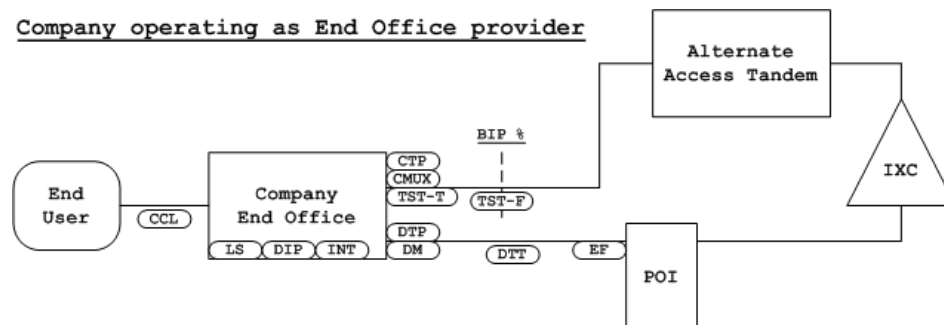 Company operating as End Office provider
Alternate
Access Tandem
BIP %
IXC
CTP
CMUX
TST-T
TST-F
End
User
CCL
Company
End Office
LS
DIP
INT
DTP
DM
DTT
EF
POI